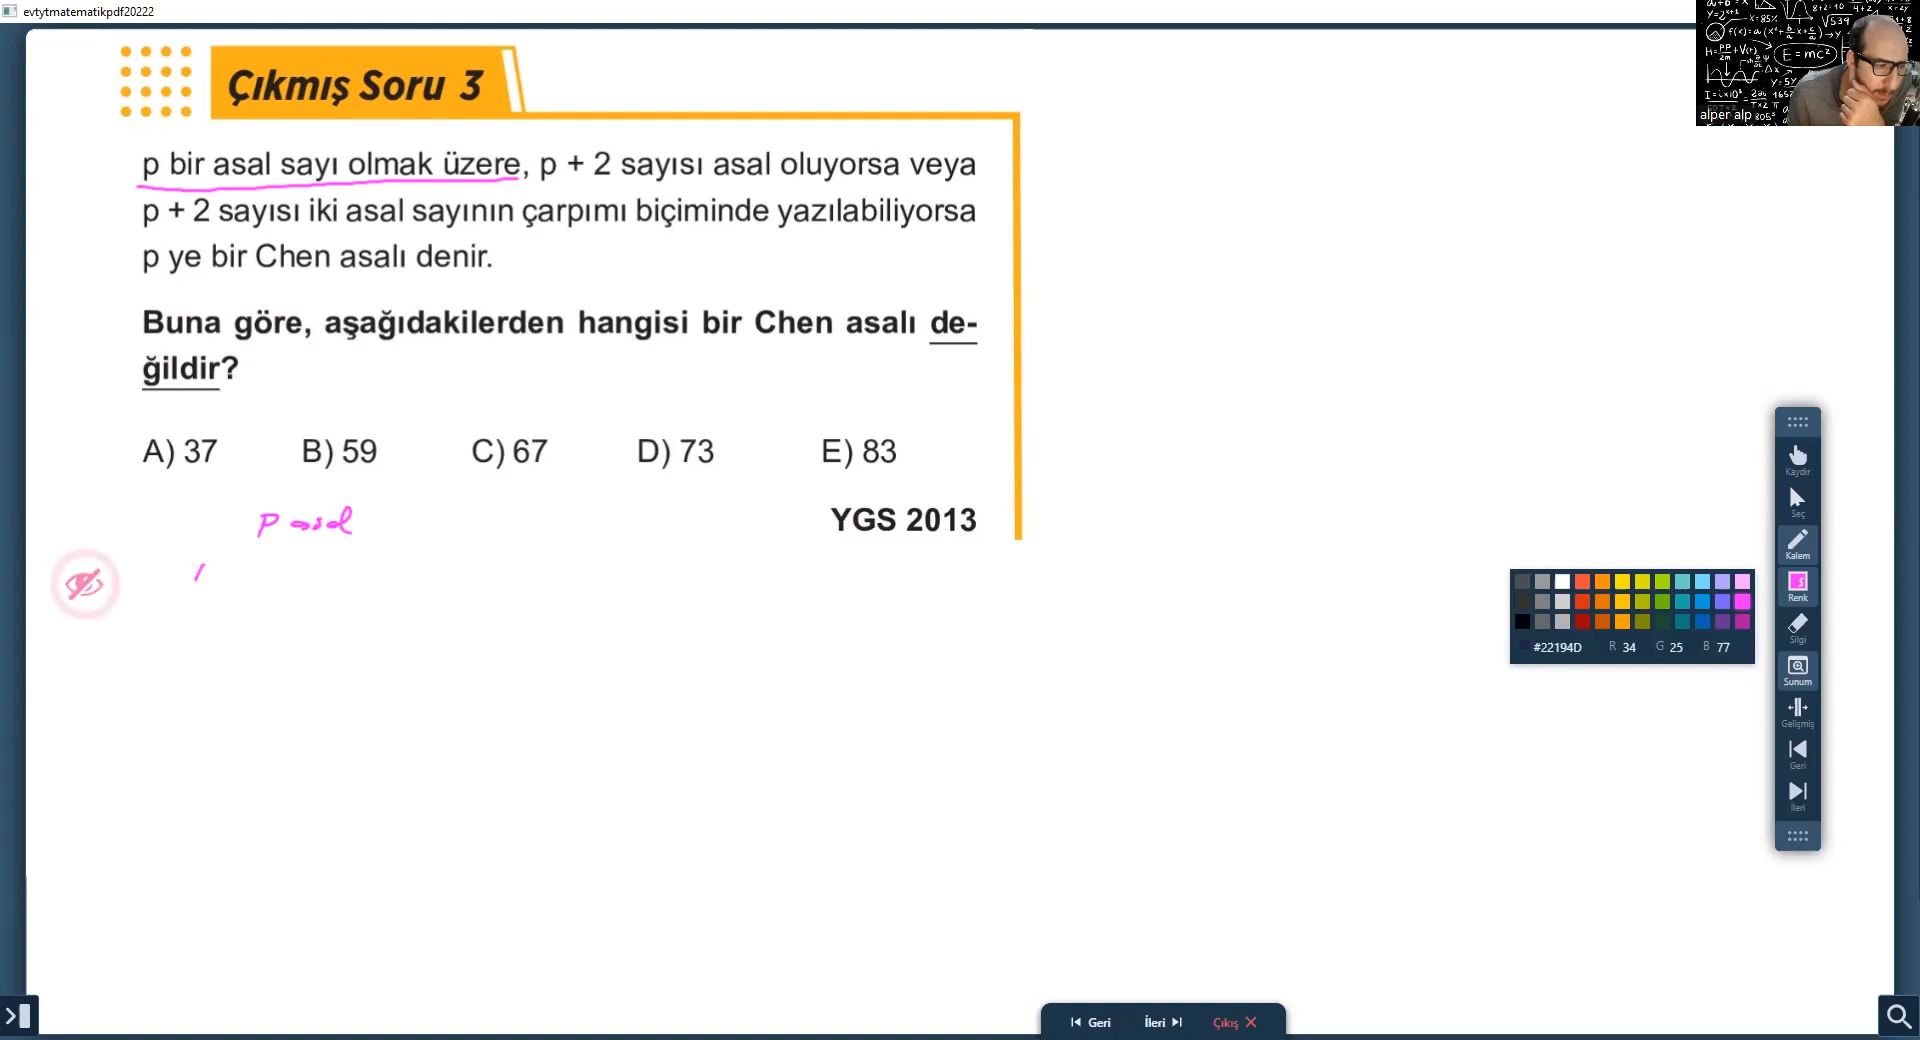 evtytmatematikpdf20222
Çıkmış Soru 3
p bir asal sayı olmak üzere, p + 2 sayısı asal oluyorsa veya
p + 2 sayısı iki asal sayının çarpımı biçiminde yazılabiliyorsa
p ye bir Chen asalı denir.
Buna göre, aşağıdakilerden hangisi bir Chen asalı de-
ğildir?
A) 37 B) 59 C) 67 D) 73 E) 83
p asal
YGS 2013
alper alp
E = mc²
Kaydır
Seç
Kalem
Renk
Silgi
Sunum
Gelişmiş
Geri
İleri
#22194D R 34 G 25 B 77
Geri İleri Çıkış